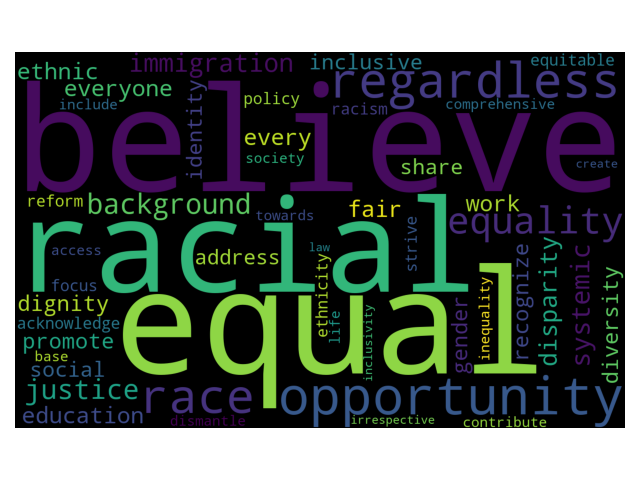 ethnic immigration inclusive equitable
everyone identity regardless
include policy racism comprehensive
believe
every society share create
reform background towards fair work equality
racial
access address law strive
focus ethnicity recognize disparity systemic diversity
dignity equal life inclusivity gender inequality
acknowledge
promote
base
social
justice race opportunity
education dismantle irrespective contribute